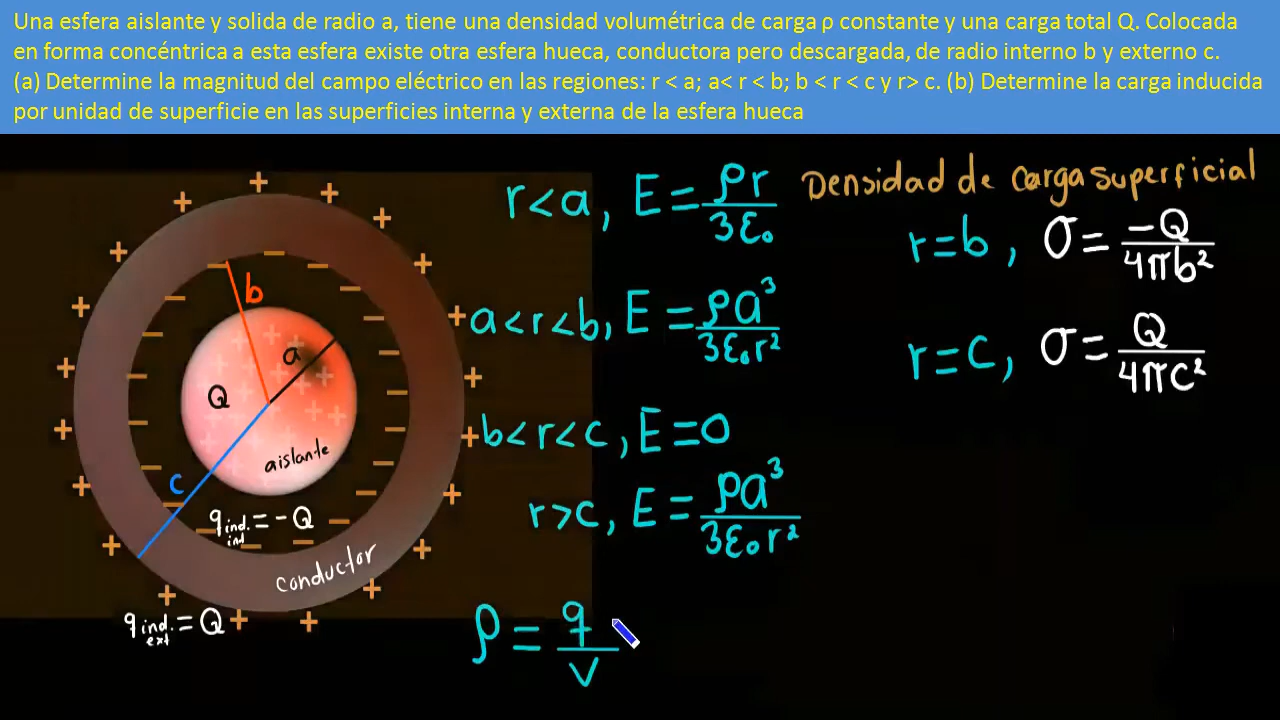 Una esfera aislante y solida de radio a, tiene una densidad volumétrica de carga ρ constante y una carga total Q. Colocada
en forma concéntrica a esta esfera existe otra esfera hueca, conductora pero descargada, de radio interno b y externo c.
(a) Determine la magnitud del campo eléctrico en las regiones: r < a; a< r < b; b < r < c y r> c. (b) Determine la carga inducida
por unidad de superficie en las superficies interna y externa de la esfera hueca
Densidad de carga superficial
r<a, E = ρr/3ε₀
r=b, σ = -Q/4πb²
a<r<b, E = ρa³/3ε₀r²
r=c, σ = Q/4πc²
b<r<c, E=0
r>c, E = ρa³/3ε₀r²
ρ = q/v
b
a
Q
aislante
c
q ind. ind = -Q
conductor
q ind. ext = Q